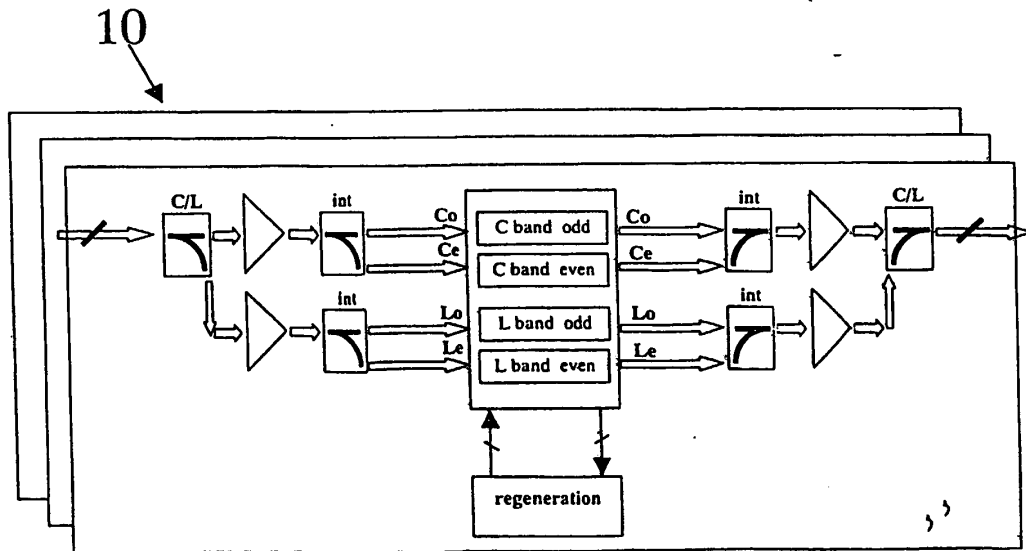 10
C/L
int
Co
Co
int
C/L
C band odd
Ce
Ce
C band even
int
Lo
Lo
int
L band odd
Le
Le
L band even
regeneration